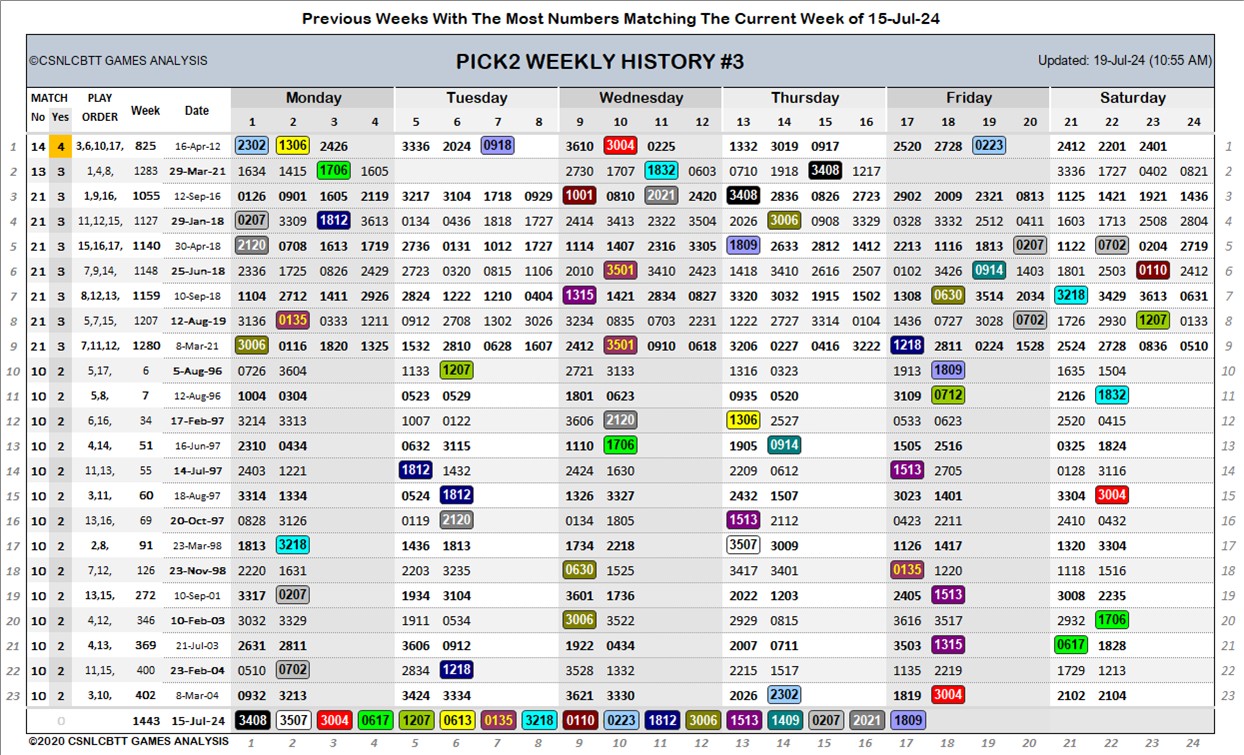 Previous Weeks With The Most Numbers Matching The Current Week of 15-Jul-24
©CSNLCBTT GAMES ANALYSIS PICK2 WEEKLY HISTORY #3 Updated: 19-Jul-24 (10:55 AM)
MATCH PLAY Week Date Monday Tuesday Wednesday Thursday Friday Saturday
No Yes ORDER 1 2 3 4 5 6 7 8 9 10 11 12 13 14 15 16 17 18 19 20 21 22 23 24
1 14 4 3,6,10,17, 825 16-Apr-12 2302 1306 2426 3336 2024 0918 3610 3004 0225 1332 3019 0917 2520 2728 0223 2412 2201 2401 1
2 13 3 1,4,8, 1283 29-Mar-21 1634 1415 1706 1605 2730 1707 1832 0603 0710 1918 3408 1217 3336 1727 0402 0821 2
3 21 3 1,9,16, 1055 12-Sep-16 0126 0901 1605 2119 3217 3104 1718 0929 1001 0810 2021 2420 3408 2836 0826 2723 2902 2009 2321 0813 1125 1421 1921 1436 3
4 21 3 11,12,15, 1127 29-Jan-18 0207 3309 1812 3613 0134 0436 1818 1727 2414 3413 2322 3504 2026 3006 0908 3329 0328 3332 2512 0411 1603 1713 2508 2804 4
5 21 3 15,16,17, 1140 30-Apr-18 2120 0708 1613 1719 2736 0131 1012 1727 1114 1407 2316 3305 1809 2633 2812 1412 2213 1116 1813 0207 1122 0702 0204 2719 5
6 21 3 7,9,14, 1148 25-Jun-18 2336 1725 0826 2429 2723 0320 0815 1106 2010 3501 3410 2423 1418 3410 2616 2507 0102 3426 0914 1403 1801 2503 0110 2412 6
7 21 3 8,12,13, 1159 10-Sep-18 1104 2712 1411 2926 2834 1222 1210 0404 1315 1421 2834 0827 3320 3032 1915 1502 1308 0630 3514 2034 3218 3429 3613 0631 7
8 21 3 5,7,15, 1207 12-Aug-19 3136 0135 0333 1211 0912 2708 1302 3026 3234 0835 0703 2231 1222 2727 3314 0104 1436 0727 3028 0702 1726 2930 1207 0133 8
9 21 3 7,11,12, 1280 8-Mar-21 3006 0116 1820 1325 1532 2810 0628 1607 2412 3501 0910 0618 3206 0227 0416 3222 1218 2811 0224 1528 2524 2728 0836 0510 9
10 10 2 5,17, 6 5-Aug-96 0726 3604 1133 1207 2721 3133 1316 0323 1913 1809 1635 1504 10
11 10 2 5,8, 7 12-Aug-96 1004 0304 0523 0529 1801 0623 0935 0520 3109 0712 2126 1832 11
12 10 2 6,16, 34 17-Feb-97 3214 3313 1007 0122 3606 2120 1306 2527 0533 0623 2520 0415 12
13 10 2 4,14, 51 16-Jun-97 2310 0434 0632 3115 1110 1706 1905 0914 1505 2516 0325 1824 13
14 10 2 11,13, 55 14-Jul-97 2403 1221 1812 1432 2424 1630 2209 0612 1513 2705 0128 3116 14
15 10 2 3,11, 60 18-Aug-97 3314 1334 0524 1812 1326 3327 2432 1507 3023 1401 3304 3004 15
16 10 2 13,16, 69 20-Oct-97 0828 3126 0119 2120 0134 1805 1513 2112 0423 2211 2410 0432 16
17 10 2 2,8, 91 23-Mar-98 1813 3218 1436 1813 1734 2218 3507 3009 1126 1417 1320 3304 17
18 10 2 7,12, 126 23-Nov-98 2220 1631 2203 3235 0630 1525 3417 3401 0135 1220 1118 1516 18
19 10 2 13,15, 272 10-Sep-01 3317 0207 1934 3104 3601 1736 2022 1203 2405 1513 3008 2235 19
20 10 2 4,12, 346 10-Feb-03 3032 3329 1911 0534 3006 3522 2929 0815 3616 3517 2932 1706 20
21 10 2 4,13, 369 21-Jul-03 2631 2811 3606 0912 1922 0434 2007 0711 3503 1315 0617 1828 21
22 10 2 11,15, 400 23-Feb-04 0510 0702 2834 1218 3528 1332 2215 1517 1135 2219 1729 1213 22
23 10 2 3,10, 402 8-Mar-04 0932 3213 3424 3334 3621 3330 2026 2302 1819 3004 2102 2104 23
0 1443 15-Jul-24 3408 3507 3004 0617 1207 0613 0135 3218 0110 0223 1812 3006 1513 1409 0207 2021 1809
©2020 CSNLCBTT GAMES ANALYSIS 1 2 3 4 5 6 7 8 9 10 11 12 13 14 15 16 17 18 19 20 21 22 23 24